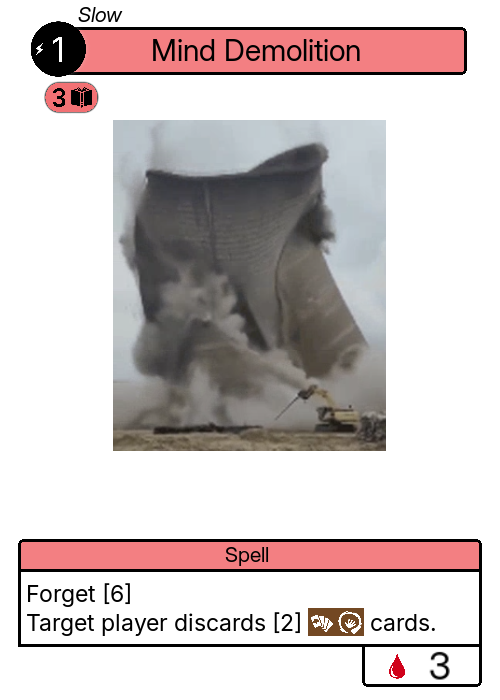 Slow
1
Mind Demolition
3
Spell
Forget [6]
Target player discards [2] cards.
3